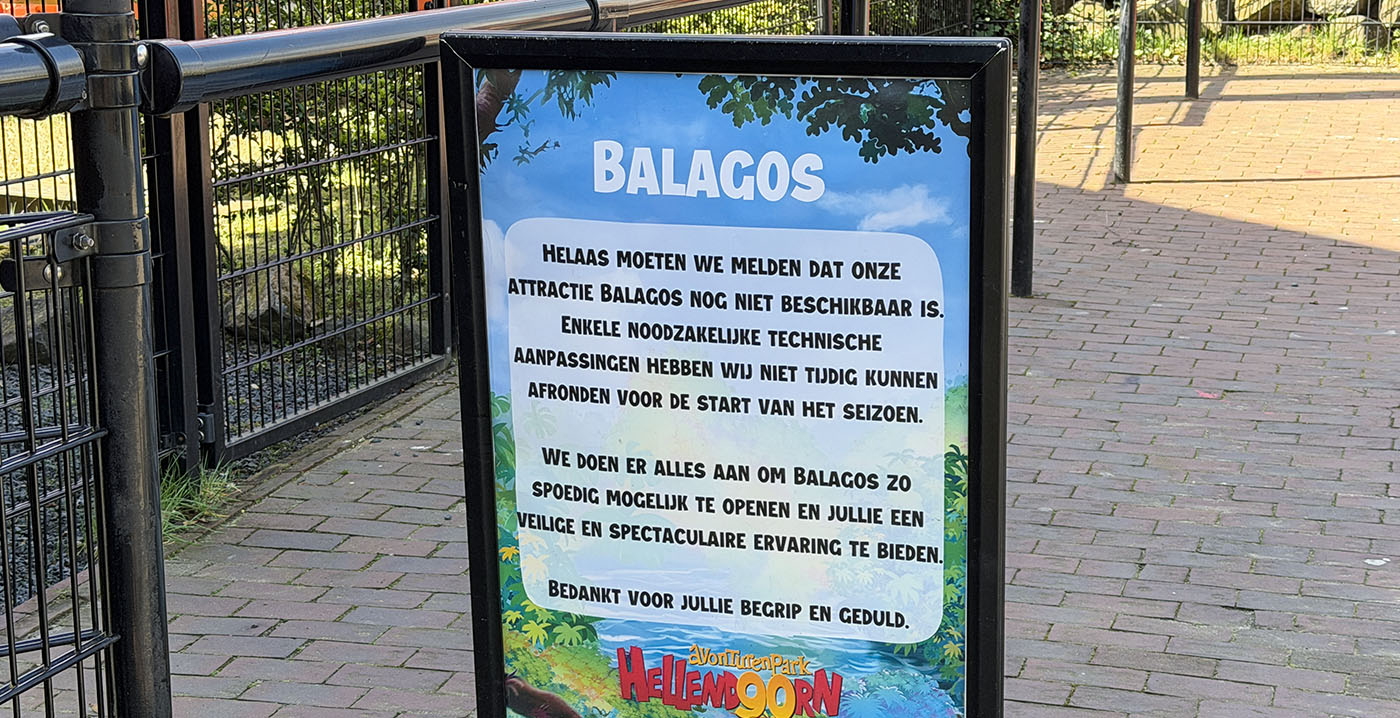 BALAGOS
HELAAS MOETEN WE MELDEN DAT ONZE
ATTRACTIE BALAGOS NOG NIET BESCHIKBAAR IS.
ENKELE NOODZAKELIJKE TECHNISCHE
AANPASSINGEN HEBBEN WIJ NIET TIJDIG KUNNEN
AFRONDEN VOOR DE START VAN HET SEIZOEN.
WE DOEN ER ALLES AAN OM BALAGOS ZO
SPOEDIG MOGELIJK TE OPENEN EN JULLIE EEN
VEILIGE EN SPECTACULAIRE ERVARING TE BIEDEN.
BEDANKT VOOR JULLIE BEGRIP EN GEDULD.
avonTurenPark
HELLEND90RN